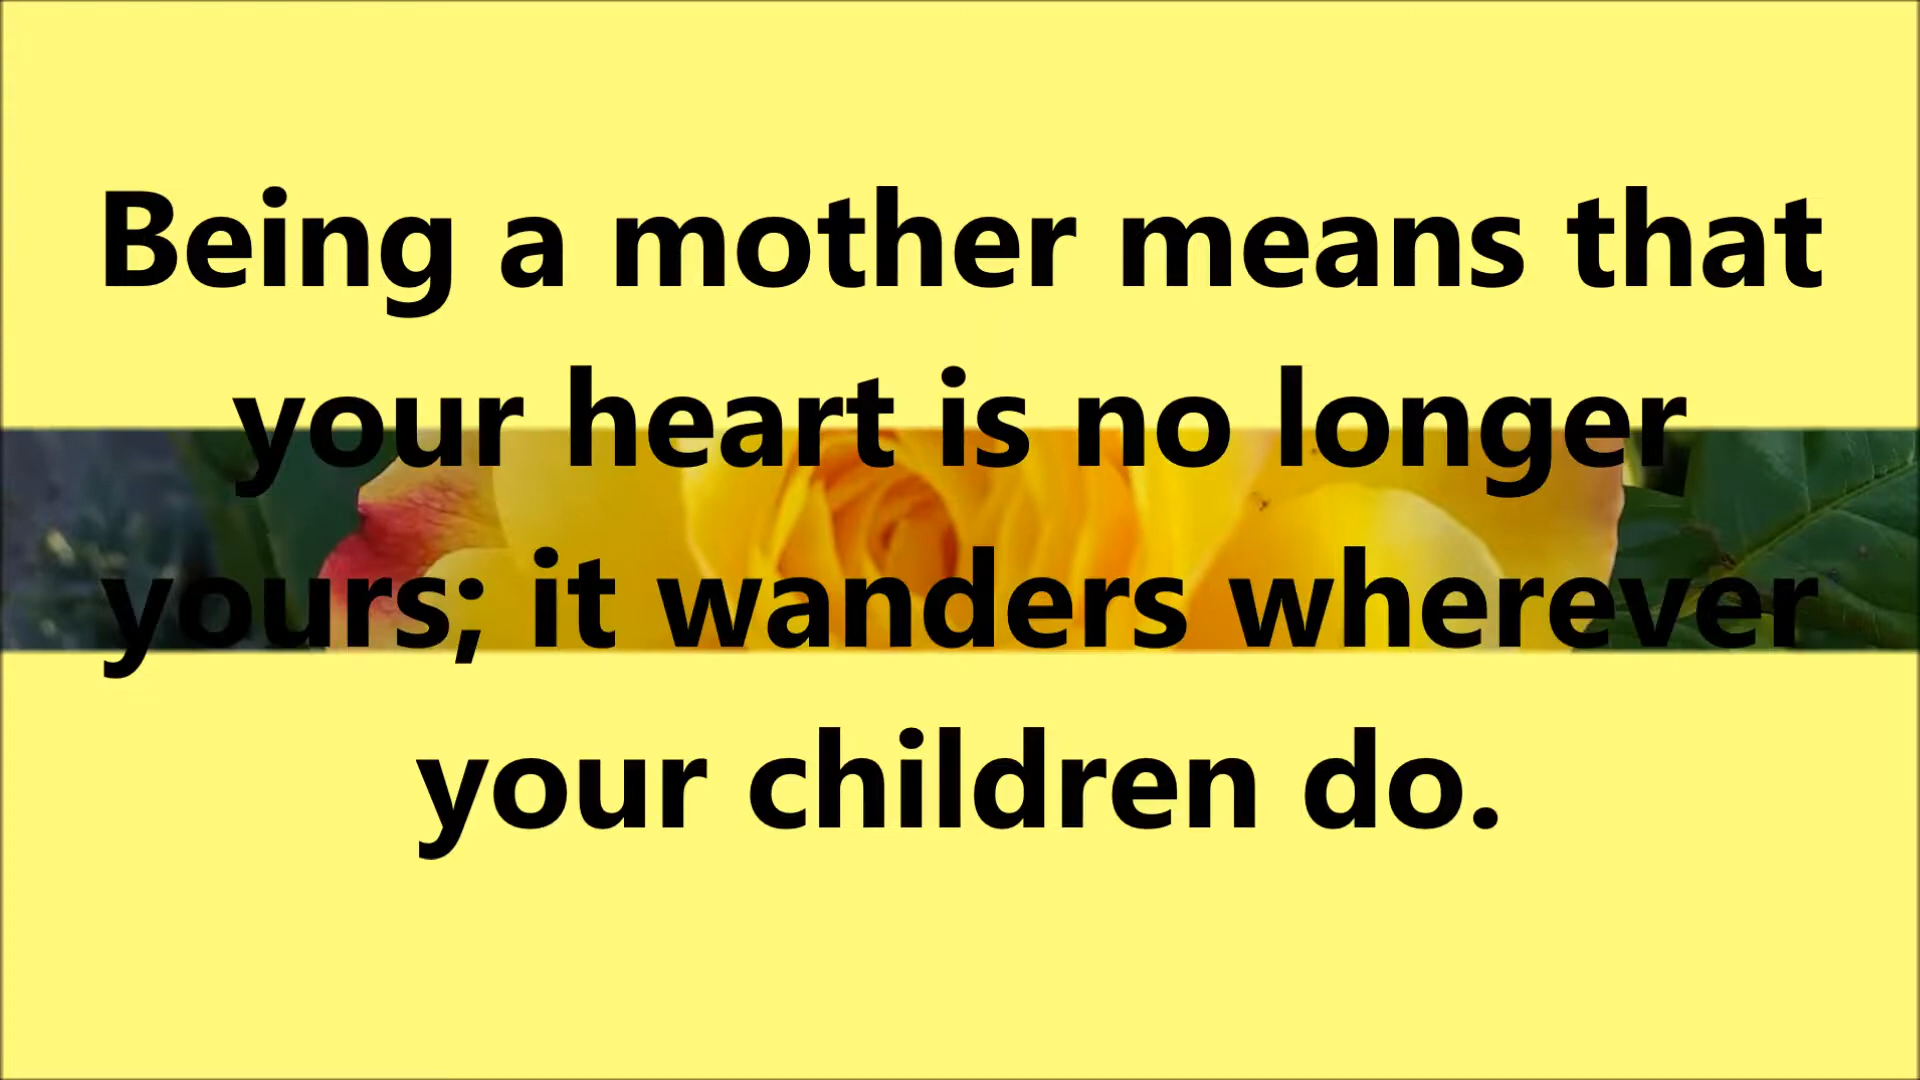 Being a mother means that
your heart is no longer
yours; it wanders wherever
your children do.